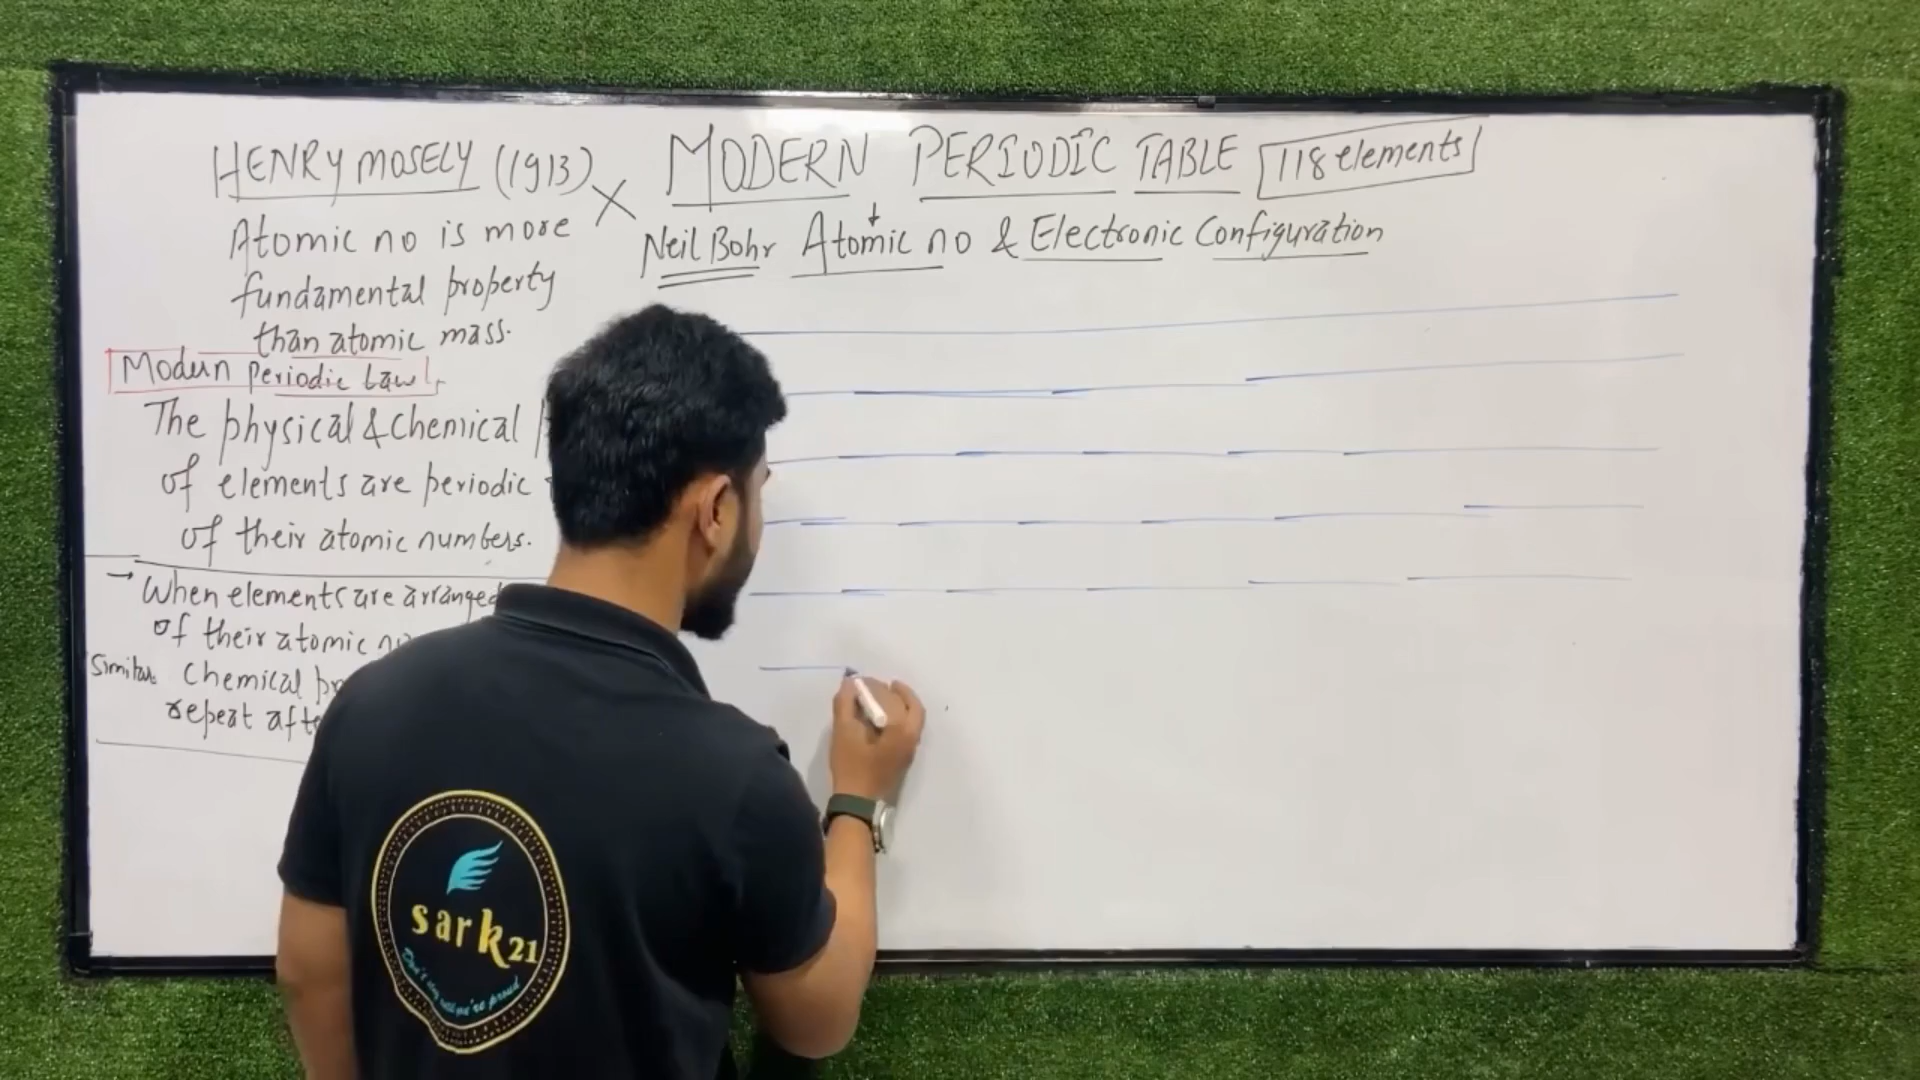 HENRY MOSELY (1913)
Atomic no is more
fundamental property
than atomic mass.
Modern Periodic Law
The physical & chemical
of elements are periodic
of their atomic numbers.
→ When elements are arranged
of their atomic
Similar Chemical
repeat after
MODERN PERIODIC TABLE 118 elements
Neil Bohr Atomic no & Electronic Configuration
sark21